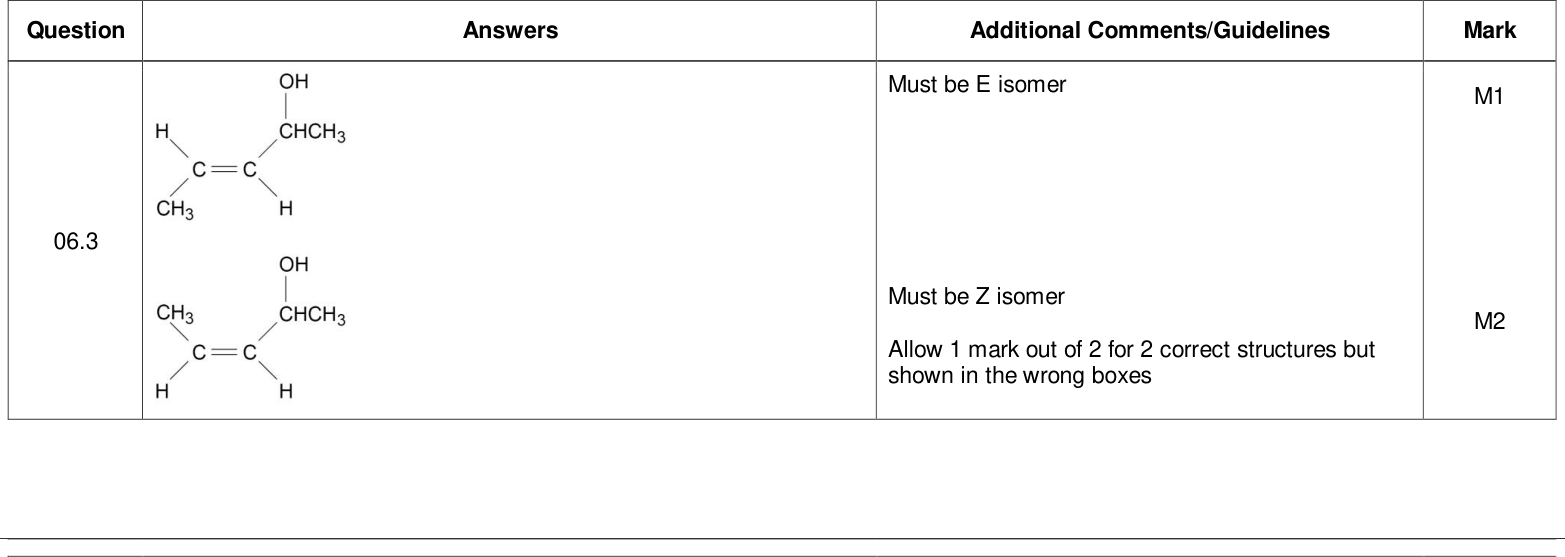 Question Answers Additional Comments/Guidelines Mark
OH
Must be E isomer
M1
H CHCH3
C C
CH3 H
06.3
OH
Must be Z isomer
CH3 CHCH3
M2
Allow 1 mark out of 2 for 2 correct structures but
C C
shown in the wrong boxes
H H